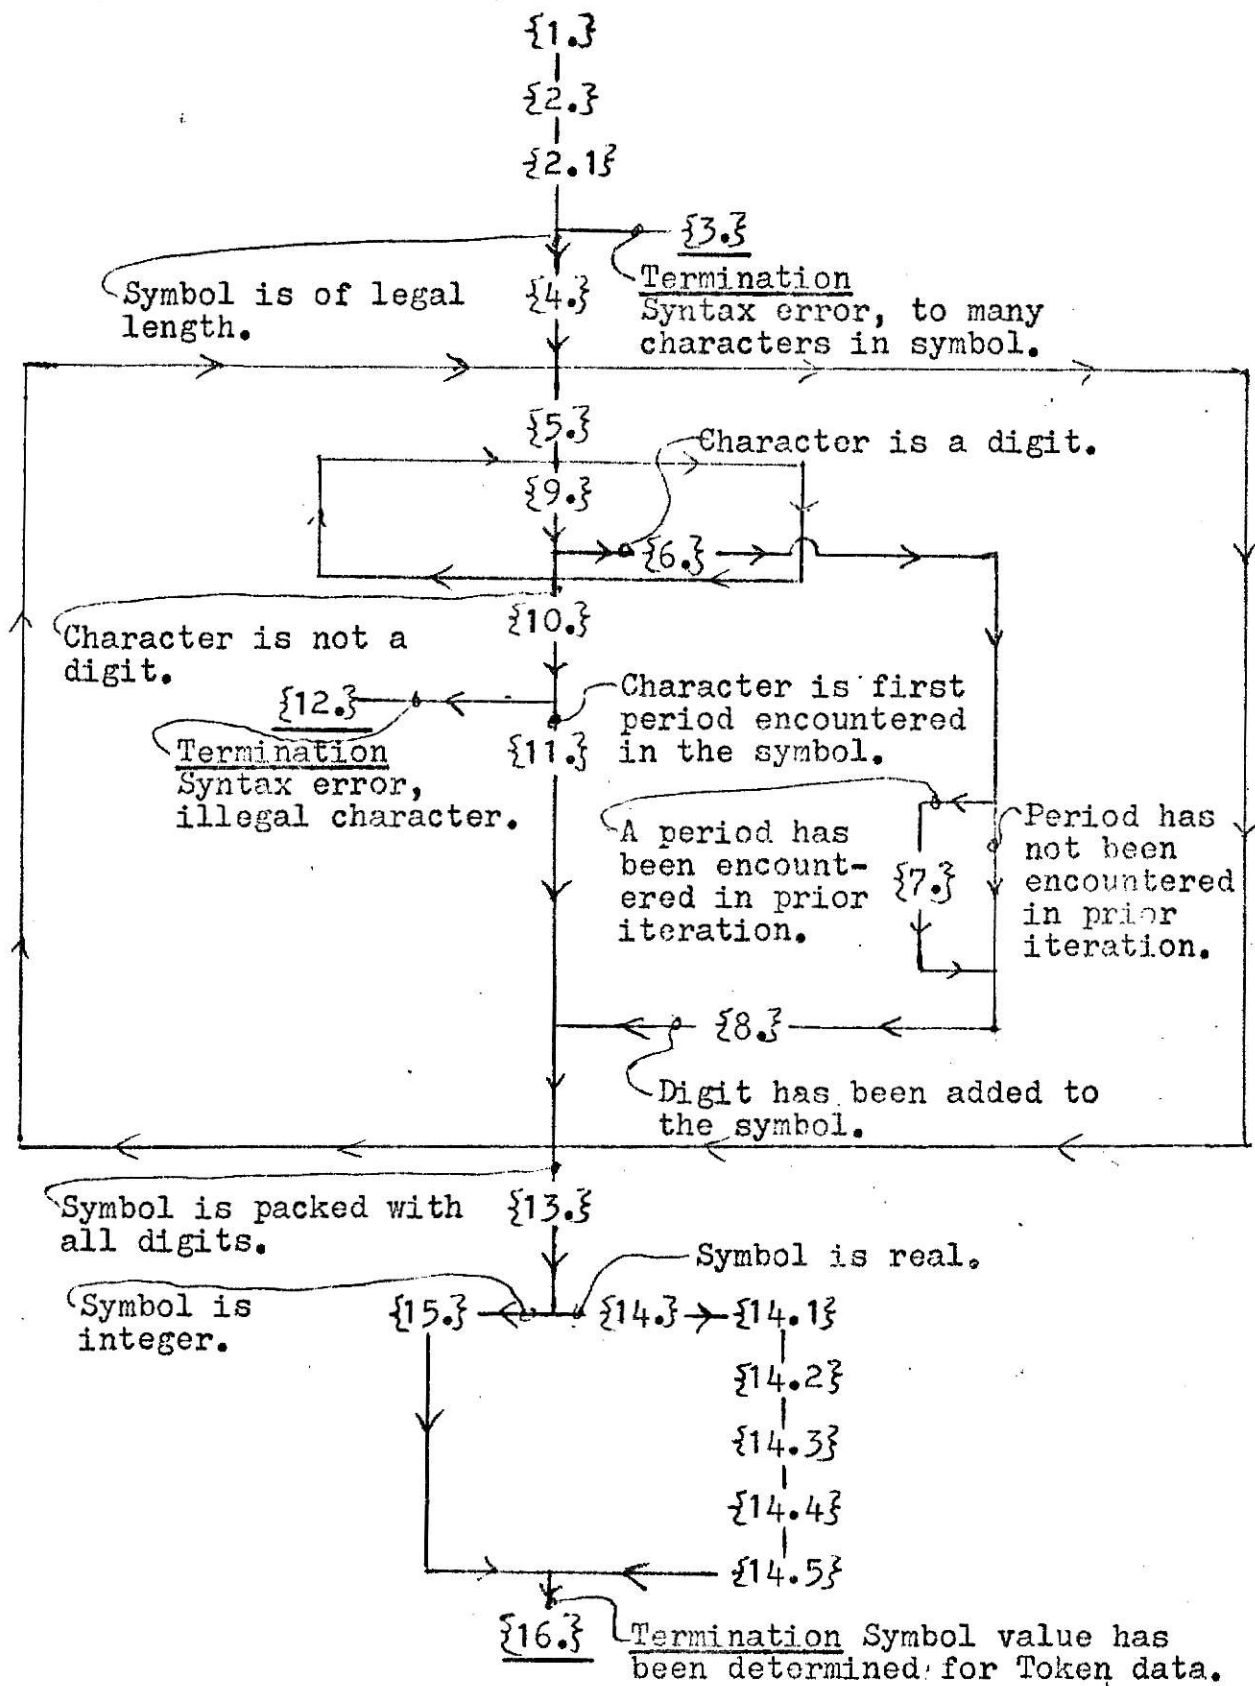 {1.}
{2.}
{2.1}
{3.}
Termination
Syntax error, to many
characters in symbol.
Symbol is of legal
length.
{4.}
{5.}
Character is a digit.
{9.}
{6.}
{10.}
Character is not a
digit.
{12.}
Termination
Syntax error,
illegal character.
Character is first
period encountered
in the symbol.
{11.}
A period has
been encount-
ered in prior
iteration.
{7.}
Period has
not been
encountered
in prior
iteration.
{8.}
Digit has been added to
the symbol.
Symbol is packed with
all digits.
{13.}
Symbol is real.
Symbol is
integer.
{15.}
{14.}
{14.1}
{14.2}
{14.3}
{14.4}
{14.5}
{16.}
Termination Symbol value has
been determined for Token data.